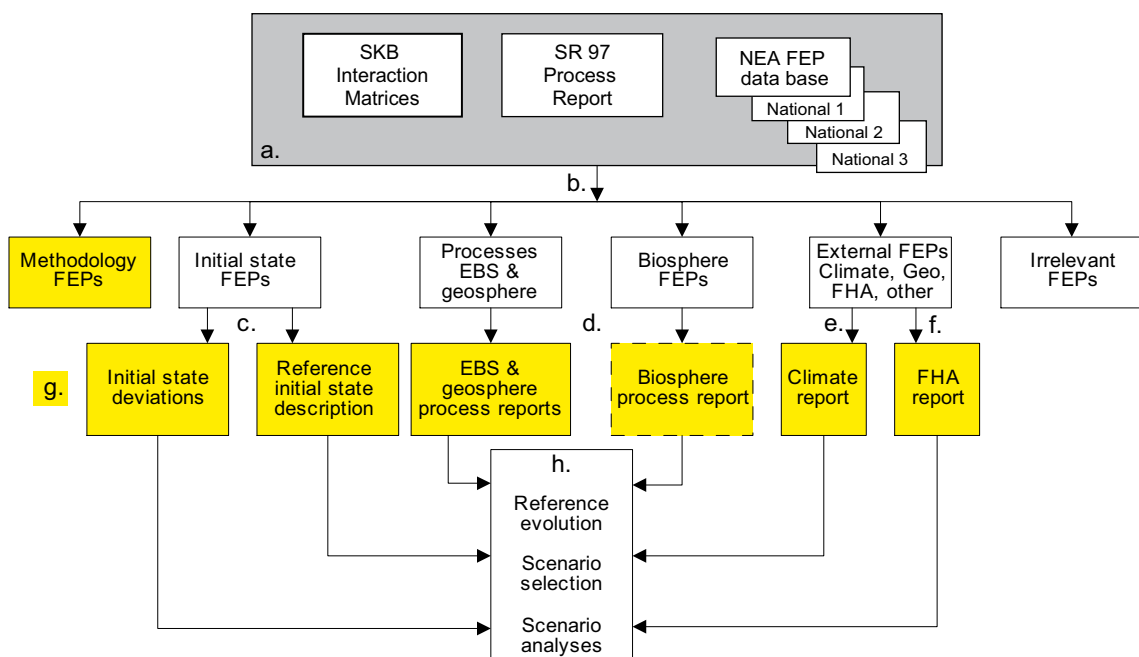 SKB
Interaction
Matrices
SR 97
Process
Report
NEA FEP
data base
National 1
National 2
National 3
a.
b.
Methodology
FEPs
Initial state
FEPs
Processes
EBS &
geosphere
Biosphere
FEPs
External FEPs
Climate, Geo,
FHA, other
Irrelevant
FEPs
c.
d.
e.
f.
g.
Initial state
deviations
Reference
initial state
description
EBS &
geosphere
process reports
Biosphere
process report
Climate
report
FHA
report
h.
Reference
evolution
Scenario
selection
Scenario
analyses